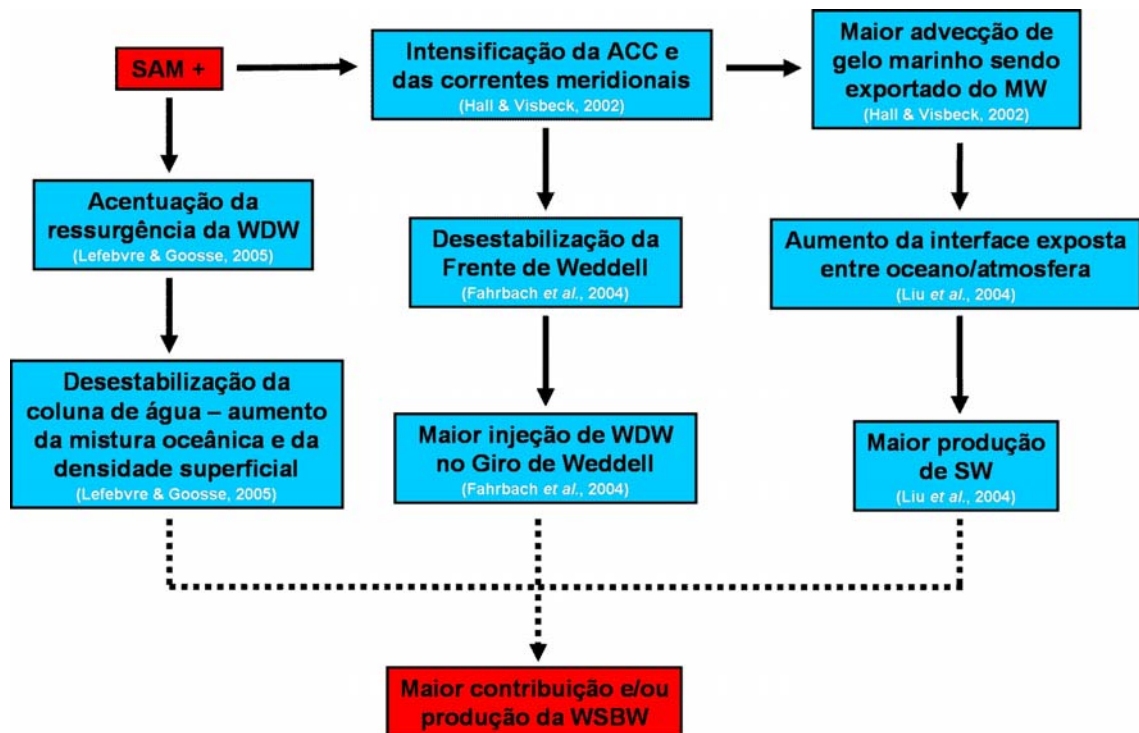 SAM +
Intensificação da ACC e
das correntes meridionais
(Hall & Visbeck, 2002)
Maior advecção de
gelo marinho sendo
exportado do MW
(Hall & Visbeck, 2002)
Acentuação da
ressurgência da WDW
(Lefebvre & Goosse, 2005)
Desestabilização da
Frente de Weddell
(Fahrbach et al., 2004)
Aumento da interface exposta
entre oceano/atmosfera
(Liu et al., 2004)
Desestabilização da
coluna de água – aumento
da mistura oceânica e da
densidade superficial
(Lefebvre & Goosse, 2005)
Maior injeção de WDW
no Giro de Weddell
(Fahrbach et al., 2004)
Maior produção
de SW
(Liu et al., 2004)
Maior contribuição e/ou
produção da WSBW